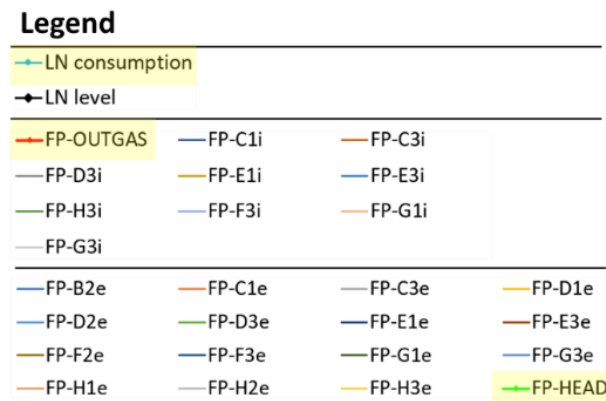 Legend
LN consumption
LN level
FP-OUTGAS FP-C1i FP-C3i
FP-D3i FP-E1i FP-E3i
FP-H3i FP-F3i FP-G1i
FP-G3i
FP-B2e FP-C1e FP-C3e FP-D1e
FP-D2e FP-D3e FP-E1e FP-E3e
FP-F2e FP-F3e FP-G1e FP-G3e
FP-H1e FP-H2e FP-H3e FP-HEAD